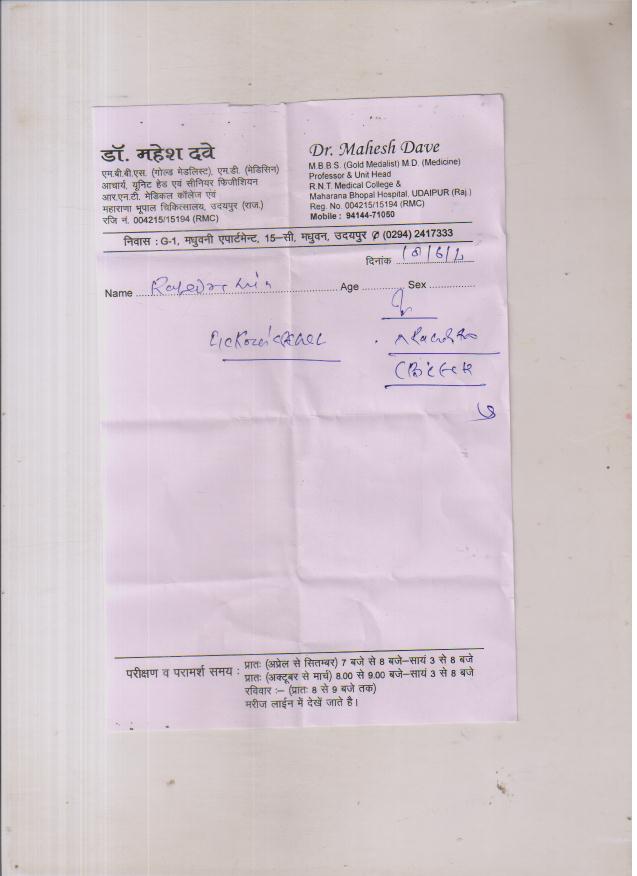 डॉ. महेश दवे
एम.बी.बी.एस. (गोल्ड मेडलिस्ट), एम.डी. (मेडिसिन)
आचार्य, यूनिट हेड एवं सीनियर फिजीशियन
आर.एन.टी. मेडिकल कॉलेज एवं
महाराणा भूपाल चिकित्सालय, उदयपुर (राज.)
रजि नं. 004215/15194 (RMC)
Dr. Mahesh Dave
M.B.B.S. (Gold Medalist) M.D. (Medicine)
Professor & Unit Head
R.N.T. Medical College &
Maharana Bhopal Hospital, UDAIPUR (Raj.)
Reg. No. 004215/15194 (RMC)
Mobile : 94144-71050
निवास : G-1, मधुवनी एपार्टमेन्ट, 15–सी, मधुवन, उदयपुर ✆ (0294) 2417333
दिनांक
Name Age Sex
परीक्षण व परामर्श समय : प्रातः (अप्रेल से सितम्बर) 7 बजे से 8 बजे–सायं 3 से 8 बजे
प्रातः (अक्टूबर से मार्च) 8.00 से 9.00 बजे–सायं 3 से 8 बजे
रविवार :– (प्रातः 8 से 9 बजे तक)
मरीज लाईन में देखें जाते है।